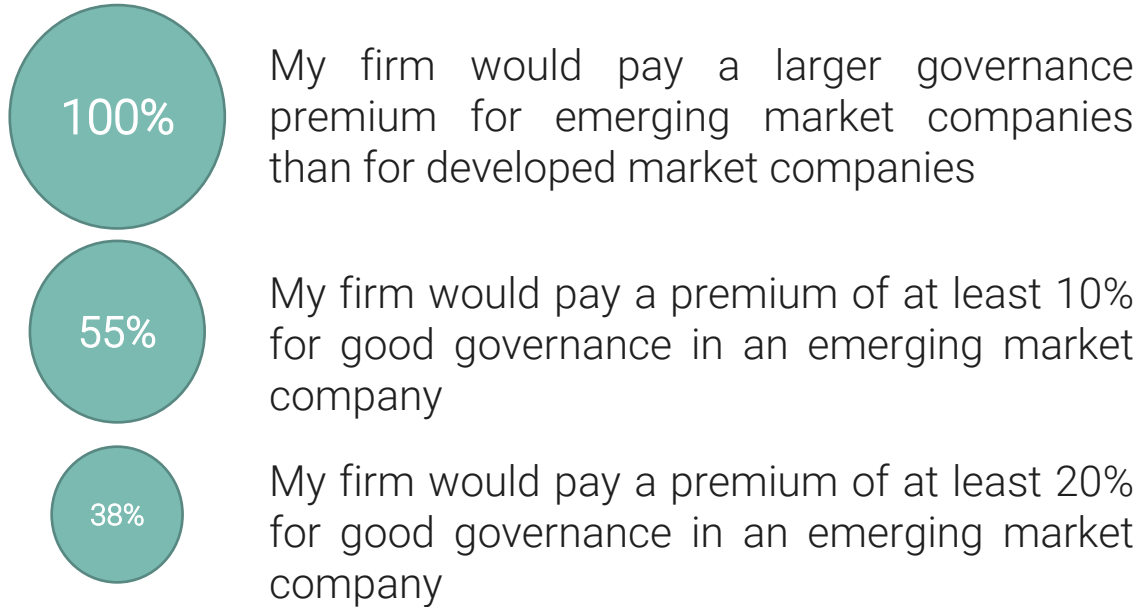 100%
My firm would pay a larger governance
premium for emerging market companies
than for developed market companies
55%
My firm would pay a premium of at least 10%
for good governance in an emerging market
company
38%
My firm would pay a premium of at least 20%
for good governance in an emerging market
company